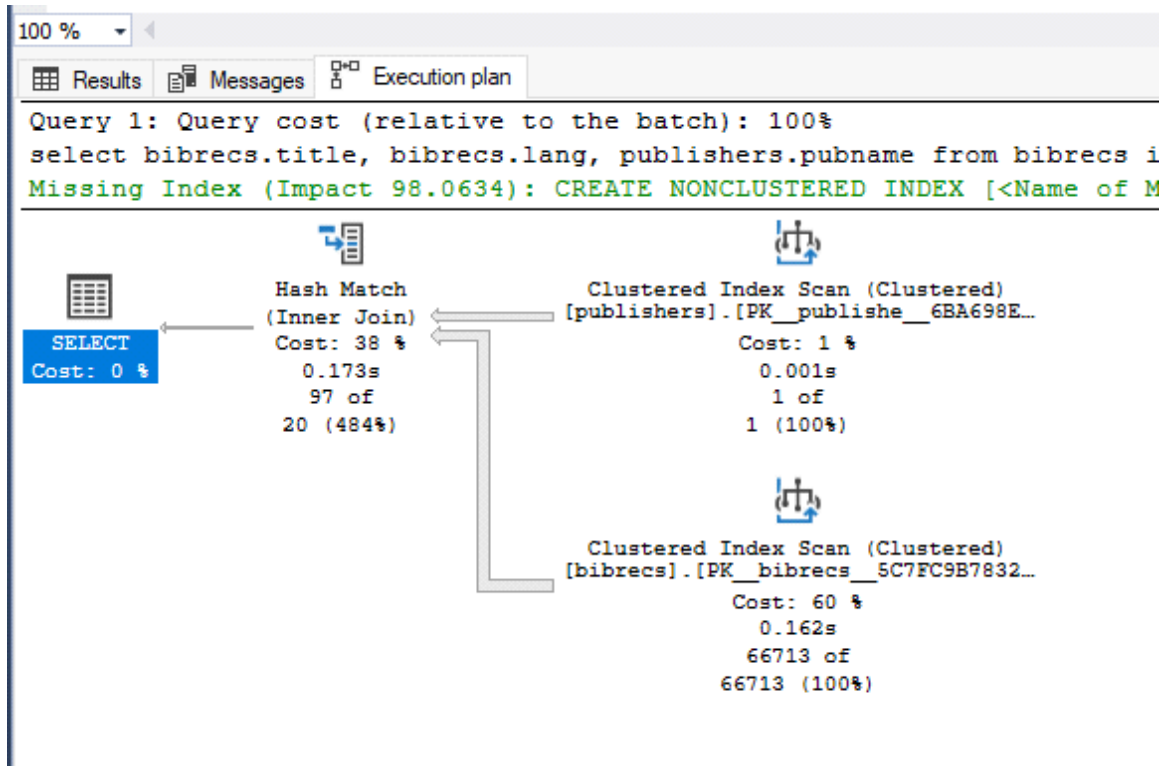 100 %
Results Messages Execution plan
Query 1: Query cost (relative to the batch): 100%
select bibrecs.title, bibrecs.lang, publishers.pubname from bibrecs i
Missing Index (Impact 98.0634): CREATE NONCLUSTERED INDEX [<Name of M
SELECT
Cost: 0 %
Hash Match
(Inner Join)
Cost: 38 %
0.173s
97 of
20 (484%)
Clustered Index Scan (Clustered)
[publishers].[PK__publishe__6BA698E…
Cost: 1 %
0.001s
1 of
1 (100%)
Clustered Index Scan (Clustered)
[bibrecs].[PK__bibrecs__5C7FC9B7832…
Cost: 60 %
0.162s
66713 of
66713 (100%)